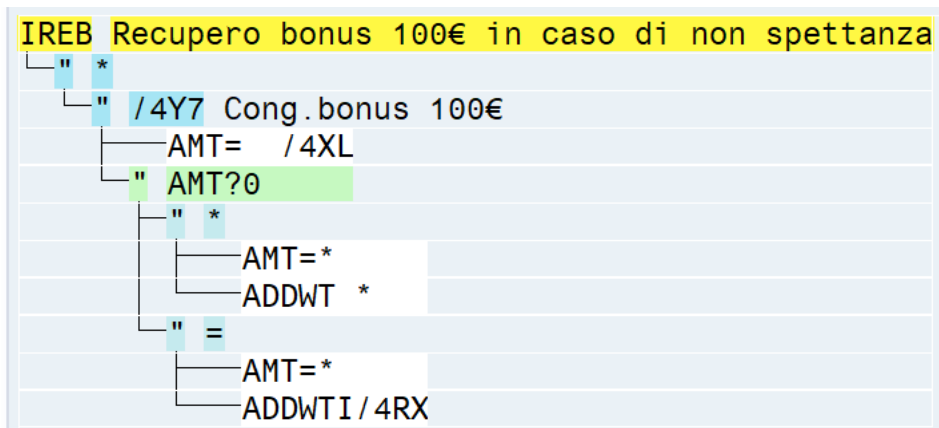 IREB Recupero bonus 100€ in caso di non spettanza
" *
" /4Y7 Cong.bonus 100€
AMT=  /4XL
" AMT?0
" *
AMT=*
ADDWT *
" =
AMT=*
ADDWTI/4RX